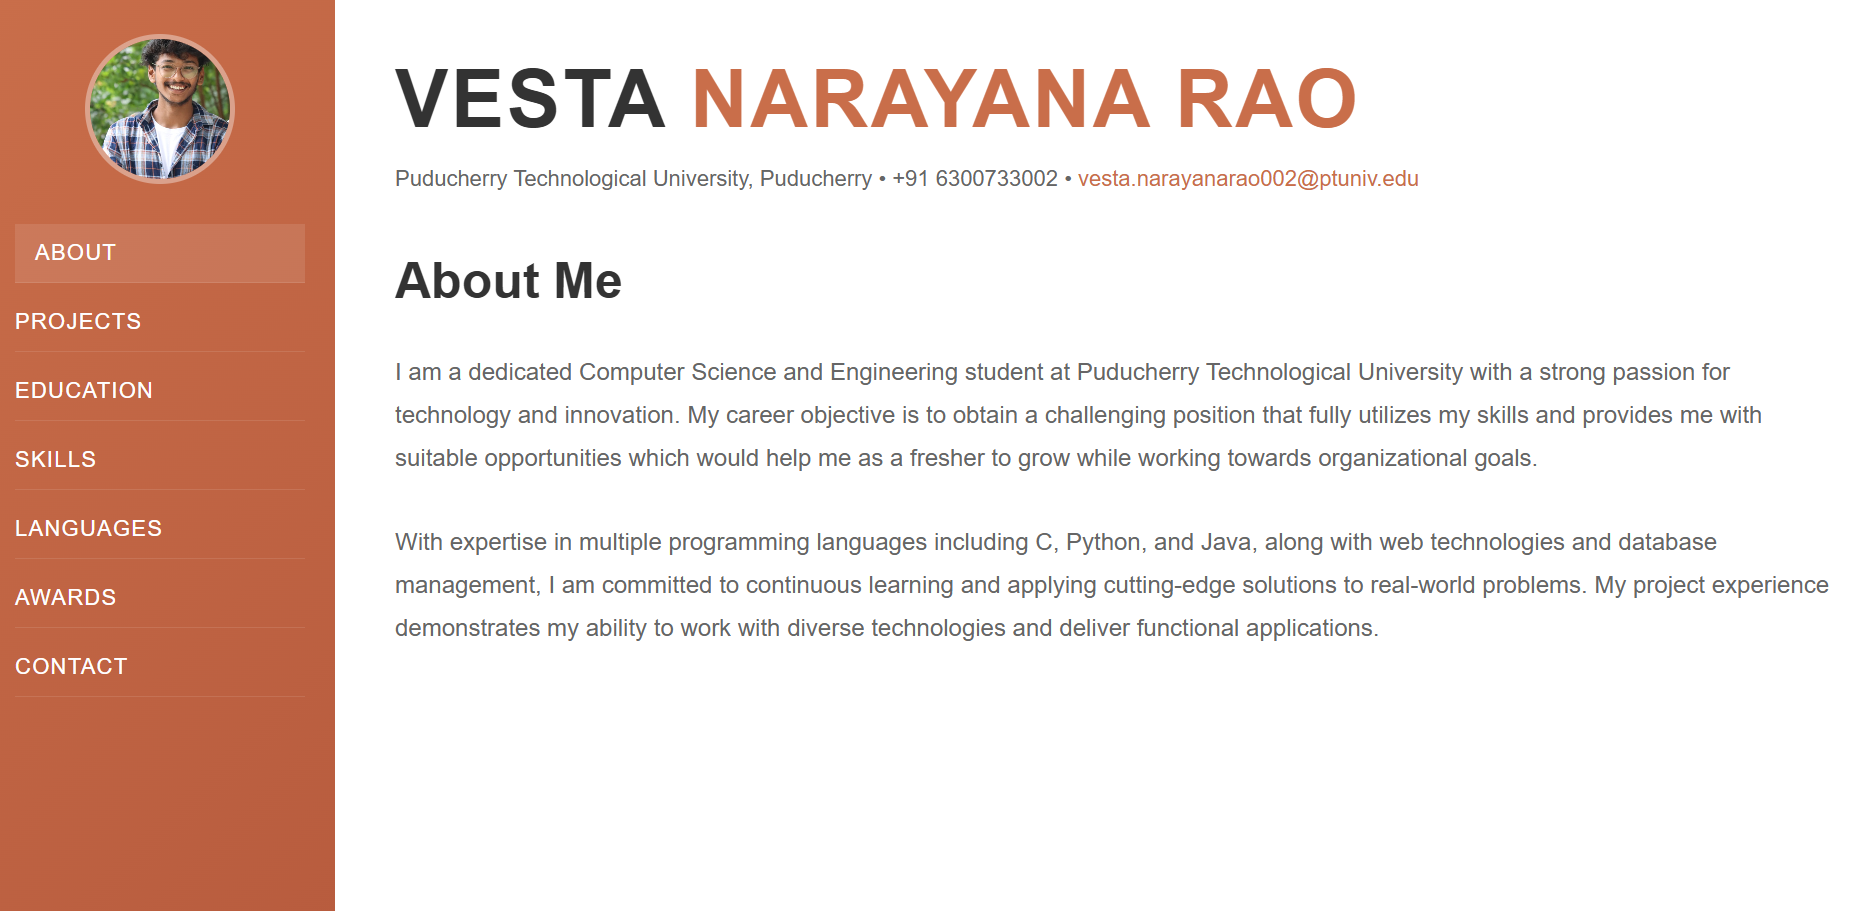 ABOUT
PROJECTS
EDUCATION
SKILLS
LANGUAGES
AWARDS
CONTACT
VESTA NARAYANA RAO
Puducherry Technological University, Puducherry • +91 6300733002 • vesta.narayanarao002@ptuniv.edu
About Me
I am a dedicated Computer Science and Engineering student at Puducherry Technological University with a strong passion for
technology and innovation. My career objective is to obtain a challenging position that fully utilizes my skills and provides me with
suitable opportunities which would help me as a fresher to grow while working towards organizational goals.
With expertise in multiple programming languages including C, Python, and Java, along with web technologies and database
management, I am committed to continuous learning and applying cutting-edge solutions to real-world problems. My project experience
demonstrates my ability to work with diverse technologies and deliver functional applications.